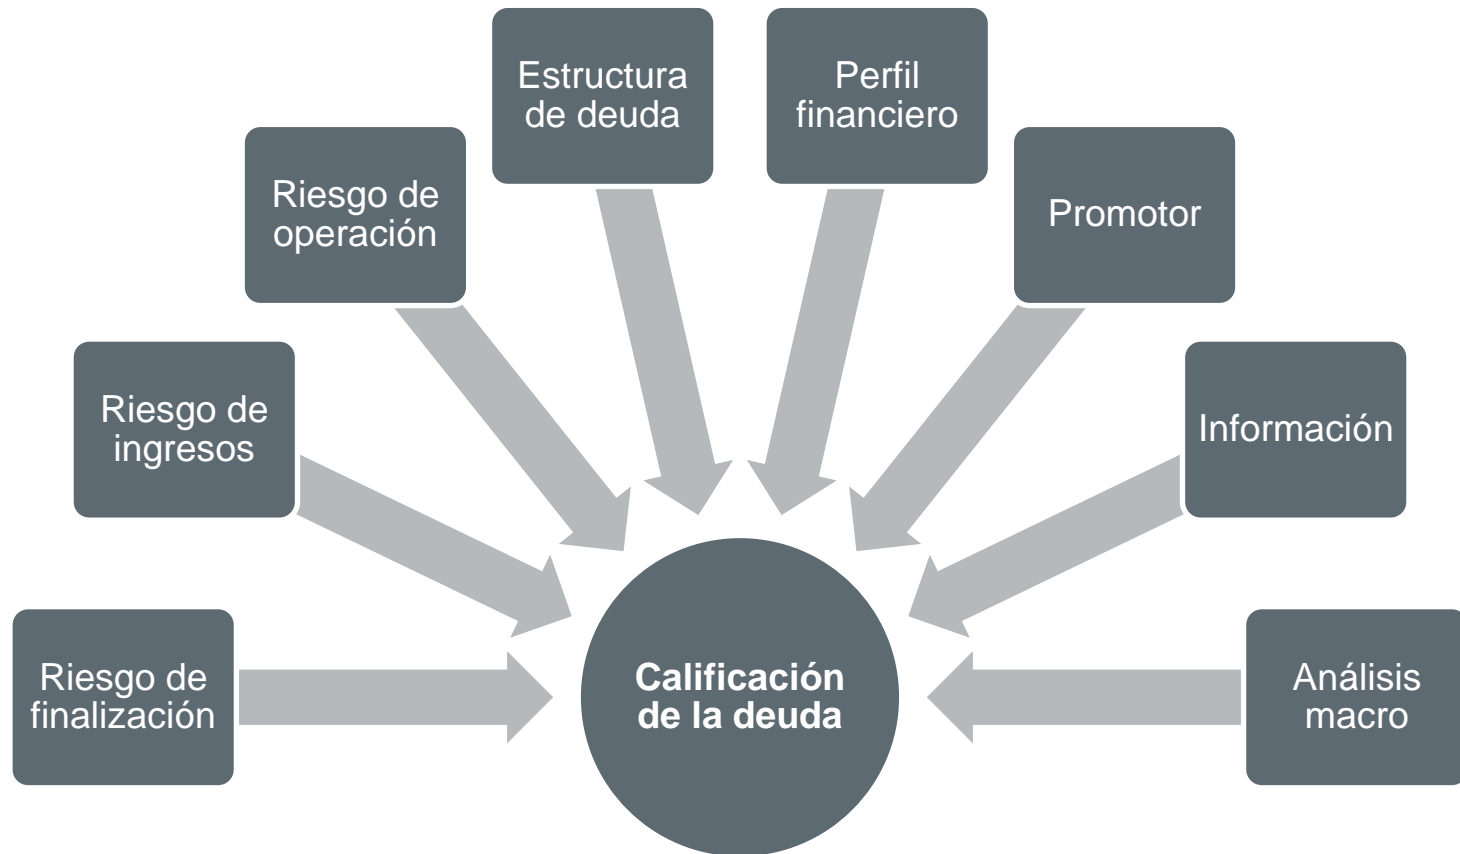 Estructura
de deuda
Perfil
financiero
Riesgo de
operación
Promotor
Riesgo de
ingresos
Información
Riesgo de
finalización
Calificación
de la deuda
Análisis
macro